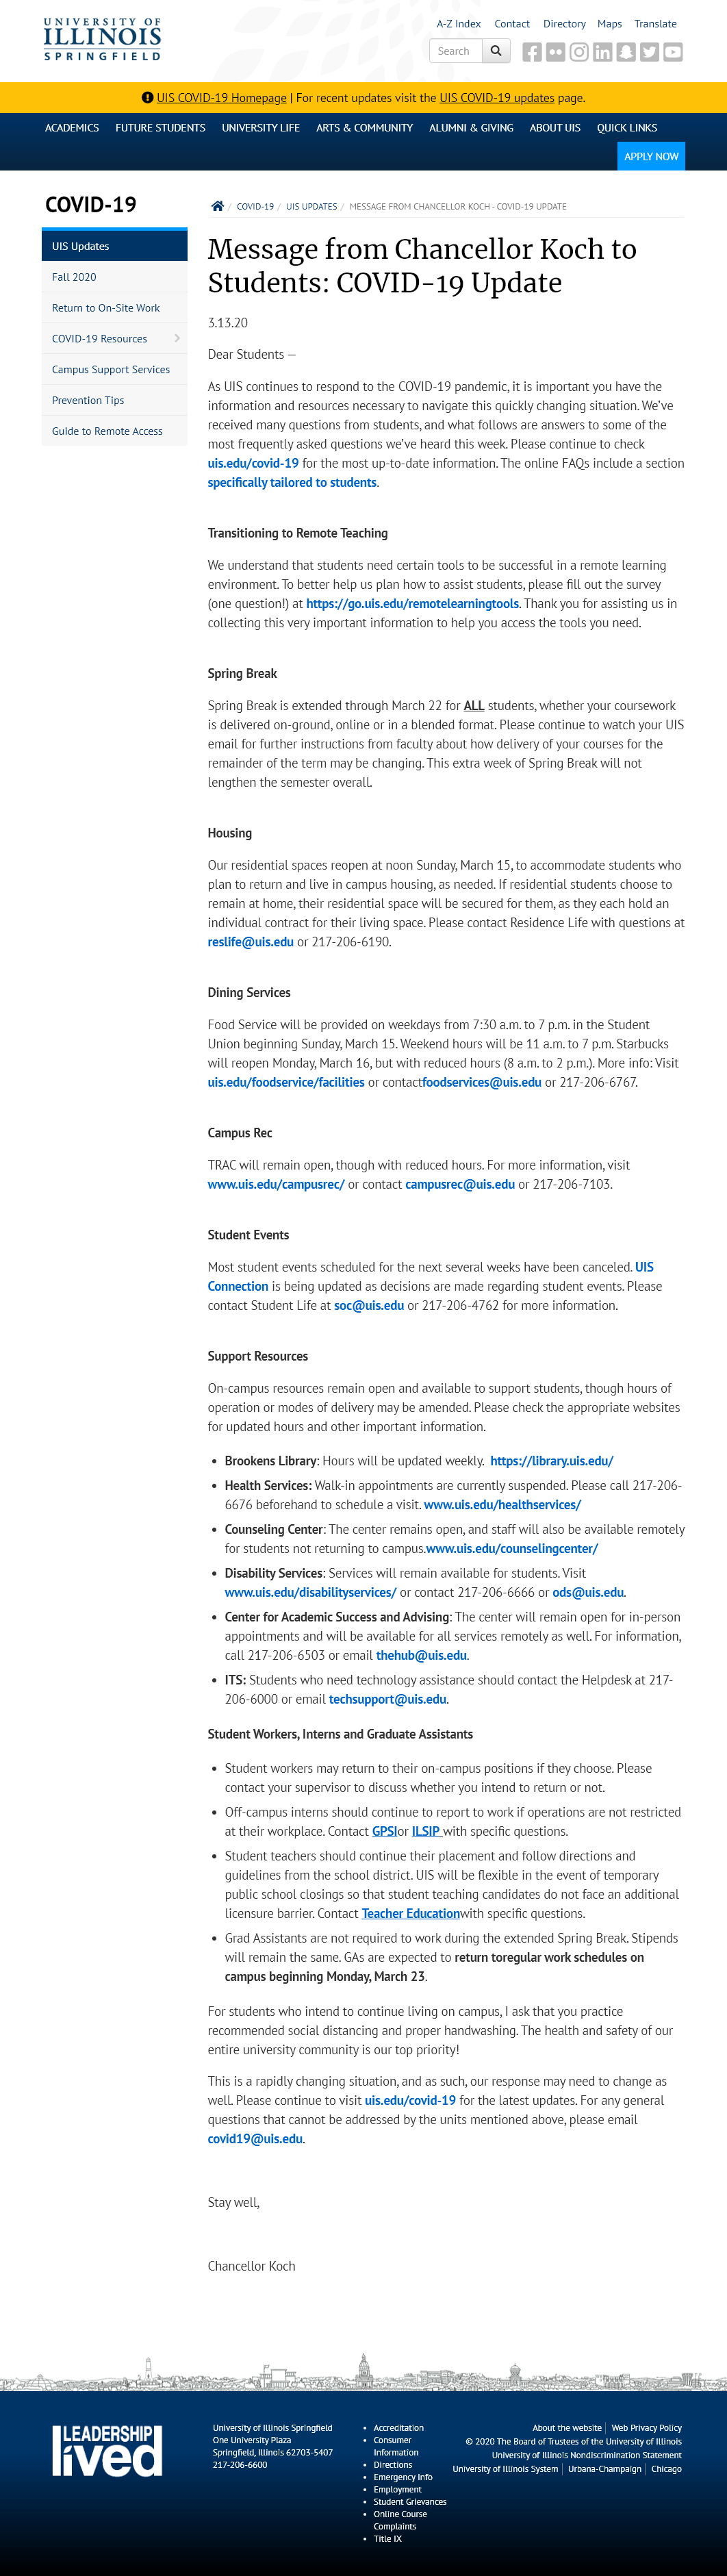 UNIVERSITY OF
ILLINOIS
SPRINGFIELD
A-Z Index Contact Directory Maps Translate
Search
UIS COVID-19 Homepage | For recent updates visit the UIS COVID-19 updates page.
ACADEMICS FUTURE STUDENTS UNIVERSITY LIFE ARTS & COMMUNITY ALUMNI & GIVING ABOUT UIS QUICK LINKS
APPLY NOW
COVID-19
UIS Updates
Fall 2020
Return to On-Site Work
COVID-19 Resources
Campus Support Services
Prevention Tips
Guide to Remote Access
/ COVID-19 / UIS UPDATES / MESSAGE FROM CHANCELLOR KOCH - COVID-19 UPDATE
Message from Chancellor Koch to
Students: COVID-19 Update
3.13.20
Dear Students —
As UIS continues to respond to the COVID-19 pandemic, it is important you have the
information and resources necessary to navigate this quickly changing situation. We've
received many questions from students, and what follows are answers to some of the
most frequently asked questions we've heard this week. Please continue to check
uis.edu/covid-19 for the most up-to-date information. The online FAQs include a section
specifically tailored to students.
Transitioning to Remote Teaching
We understand that students need certain tools to be successful in a remote learning
environment. To better help us plan how to assist students, please fill out the survey
(one question!) at https://go.uis.edu/remotelearningtools. Thank you for assisting us in
collecting this very important information to help you access the tools you need.
Spring Break
Spring Break is extended through March 22 for ALL students, whether your coursework
is delivered on-ground, online or in a blended format. Please continue to watch your UIS
email for further instructions from faculty about how delivery of your courses for the
remainder of the term may be changing. This extra week of Spring Break will not
lengthen the semester overall.
Housing
Our residential spaces reopen at noon Sunday, March 15, to accommodate students who
plan to return and live in campus housing, as needed. If residential students choose to
remain at home, their residential space will be secured for them, as they each hold an
individual contract for their living space. Please contact Residence Life with questions at
reslife@uis.edu or 217-206-6190.
Dining Services
Food Service will be provided on weekdays from 7:30 a.m. to 7 p.m. in the Student
Union beginning Sunday, March 15. Weekend hours will be 11 a.m. to 7 p.m. Starbucks
will reopen Monday, March 16, but with reduced hours (8 a.m. to 2 p.m.). More info: Visit
uis.edu/foodservice/facilities or contactfoodservices@uis.edu or 217-206-6767.
Campus Rec
TRAC will remain open, though with reduced hours. For more information, visit
www.uis.edu/campusrec/ or contact campusrec@uis.edu or 217-206-7103.
Student Events
Most student events scheduled for the next several weeks have been canceled. UIS
Connection is being updated as decisions are made regarding student events. Please
contact Student Life at soc@uis.edu or 217-206-4762 for more information.
Support Resources
On-campus resources remain open and available to support students, though hours of
operation or modes of delivery may be amended. Please check the appropriate websites
for updated hours and other important information.
• Brookens Library: Hours will be updated weekly. https://library.uis.edu/
• Health Services: Walk-in appointments are currently suspended. Please call 217-206-
6676 beforehand to schedule a visit. www.uis.edu/healthservices/
• Counseling Center: The center remains open, and staff will also be available remotely
for students not returning to campus.www.uis.edu/counselingcenter/
• Disability Services: Services will remain available for students. Visit
www.uis.edu/disabilityservices/ or contact 217-206-6666 or ods@uis.edu.
• Center for Academic Success and Advising: The center will remain open for in-person
appointments and will be available for all services remotely as well. For information,
call 217-206-6503 or email thehub@uis.edu.
• ITS: Students who need technology assistance should contact the Helpdesk at 217-
206-6000 or email techsupport@uis.edu.
Student Workers, Interns and Graduate Assistants
• Student workers may return to their on-campus positions if they choose. Please
contact your supervisor to discuss whether you intend to return or not.
• Off-campus interns should continue to report to work if operations are not restricted
at their workplace. Contact GPSIor ILSIP with specific questions.
• Student teachers should continue their placement and follow directions and
guidelines from the school district. UIS will be flexible in the event of temporary
public school closings so that student teaching candidates do not face an additional
licensure barrier. Contact Teacher Educationwith specific questions.
• Grad Assistants are not required to work during the extended Spring Break. Stipends
will remain the same. GAs are expected to return toregular work schedules on
campus beginning Monday, March 23.
For students who intend to continue living on campus, I ask that you practice
recommended social distancing and proper handwashing. The health and safety of our
entire university community is our top priority!
This is a rapidly changing situation, and as such, our response may need to change as
well. Please continue to visit uis.edu/covid-19 for the latest updates. For any general
questions that cannot be addressed by the units mentioned above, please email
covid19@uis.edu.
Stay well,
Chancellor Koch
LEADERSHIP
lived
University of Illinois Springfield
One University Plaza
Springfield, Illinois 62703-5407
217-206-6600
• Accreditation
• Consumer
Information
• Directions
• Emergency Info
• Employment
• Student Grievances
• Online Course
Complaints
• Title IX
About the website | Web Privacy Policy
© 2020 The Board of Trustees of the University of Illinois
University of Illinois Nondiscrimination Statement
University of Illinois System | Urbana-Champaign | Chicago